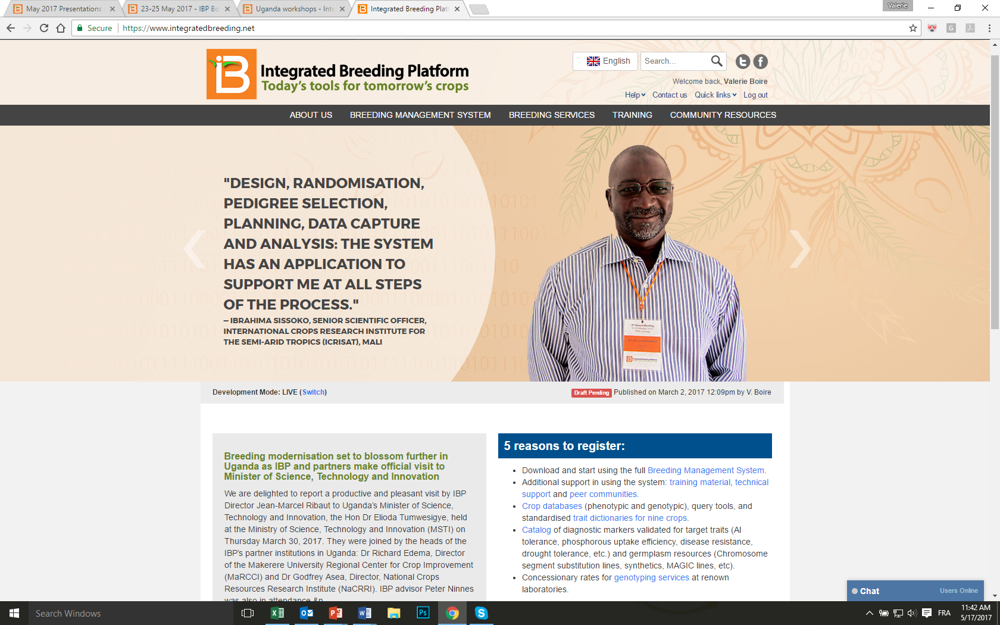 May 2017 Presentations
23-25 May 2017 - IBP Bo
Uganda workshops - Inte
Integrated Breeding Plat
Valerie
Secure
https://www.integratedbreeding.net
G
iB
Integrated Breeding Platform
Today's tools for tomorrow's crops
English
Search...
Welcome back, Valerie Boire
Help Contact us Quick links Log out
ABOUT US BREEDING MANAGEMENT SYSTEM BREEDING SERVICES TRAINING COMMUNITY RESOURCES
"DESIGN, RANDOMISATION,
PEDIGREE SELECTION,
PLANNING, DATA CAPTURE
AND ANALYSIS: THE SYSTEM
HAS AN APPLICATION TO
SUPPORT ME AT ALL STEPS
OF THE PROCESS."
– IBRAHIMA SISSOKO, SENIOR SCIENTIFIC OFFICER,
INTERNATIONAL CROPS RESEARCH INSTITUTE FOR
THE SEMI-ARID TROPICS (ICRISAT), MALI
Integrated Breeding Platform
Development Mode: LIVE (Switch)
Draft Pending Published on March 2, 2017 12:09pm by V. Boire
Breeding modernisation set to blossom further in
Uganda as IBP and partners make official visit to
Minister of Science, Technology and Innovation
We are delighted to report a productive and pleasant visit by IBP
Director Jean-Marcel Ribaut to Uganda's Minister of Science,
Technology and Innovation, the Hon Dr Elioda Tumwesigye, held
at the Ministry of Science, Technology and Innovation (MSTI) on
Thursday March 30, 2017. They were joined by the heads of the
IBP's partner institutions in Uganda: Dr Richard Edema, Director
of the Makerere University Regional Center for Crop Improvement
(MaRCCI) and Dr Godfrey Asea, Director, National Crops
Resources Research Institute (NaCRRI). IBP advisor Peter Ninnes
was also in attendance.&n
5 reasons to register:
• Download and start using the full Breeding Management System.
• Additional support in using the system: training material, technical
support and peer communities.
• Crop databases (phenotypic and genotypic), query tools, and
standardised trait dictionaries for nine crops.
• Catalog of diagnostic markers validated for target traits (Al
tolerance, phosphorous uptake efficiency, disease resistance,
drought tolerance, etc.) and germplasm resources (Chromosome
segment substitution lines, synthetics, MAGIC lines, etc).
• Concessionary rates for genotyping services at renown
laboratories.
Chat Users Online
Search Windows
FRA
11:42 AM
5/17/2017